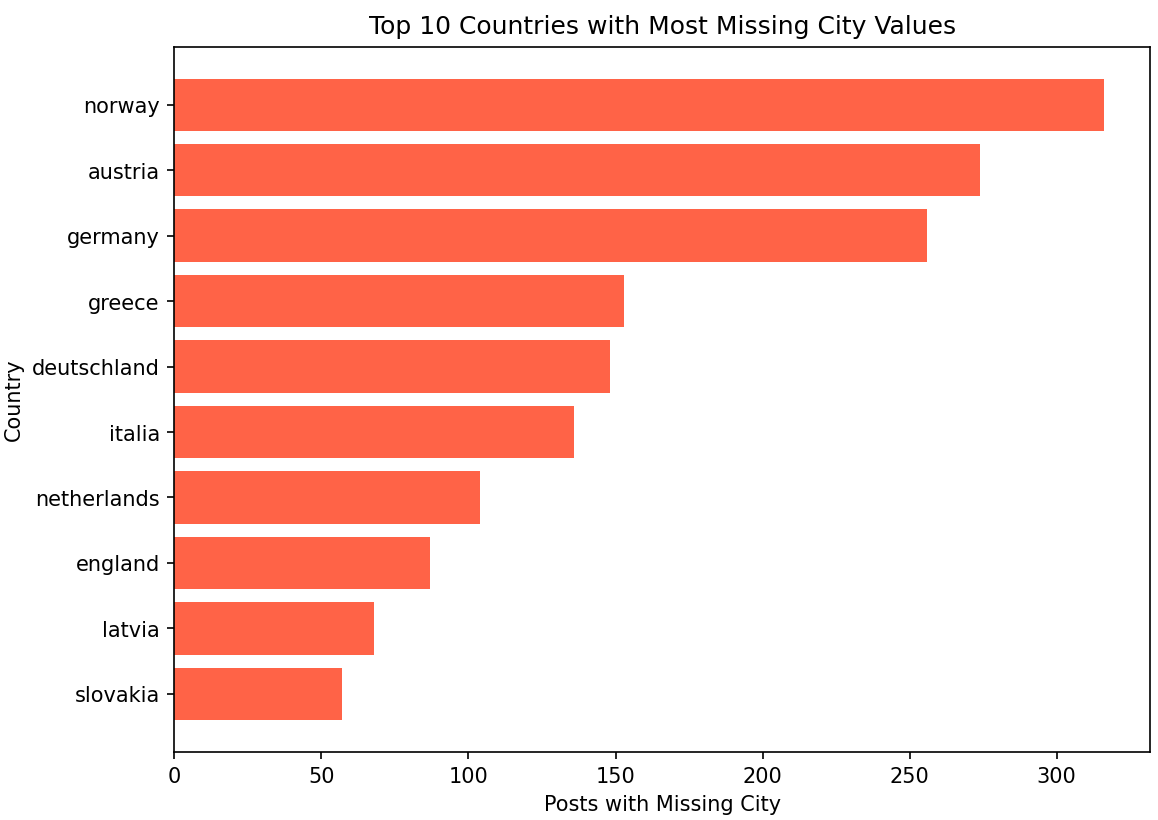 Top 10 Countries with Most Missing City Values
norway
austria
germany
greece
deutschland
italia
netherlands
england
latvia
slovakia
Country
0 50 100 150 200 250 300
Posts with Missing City